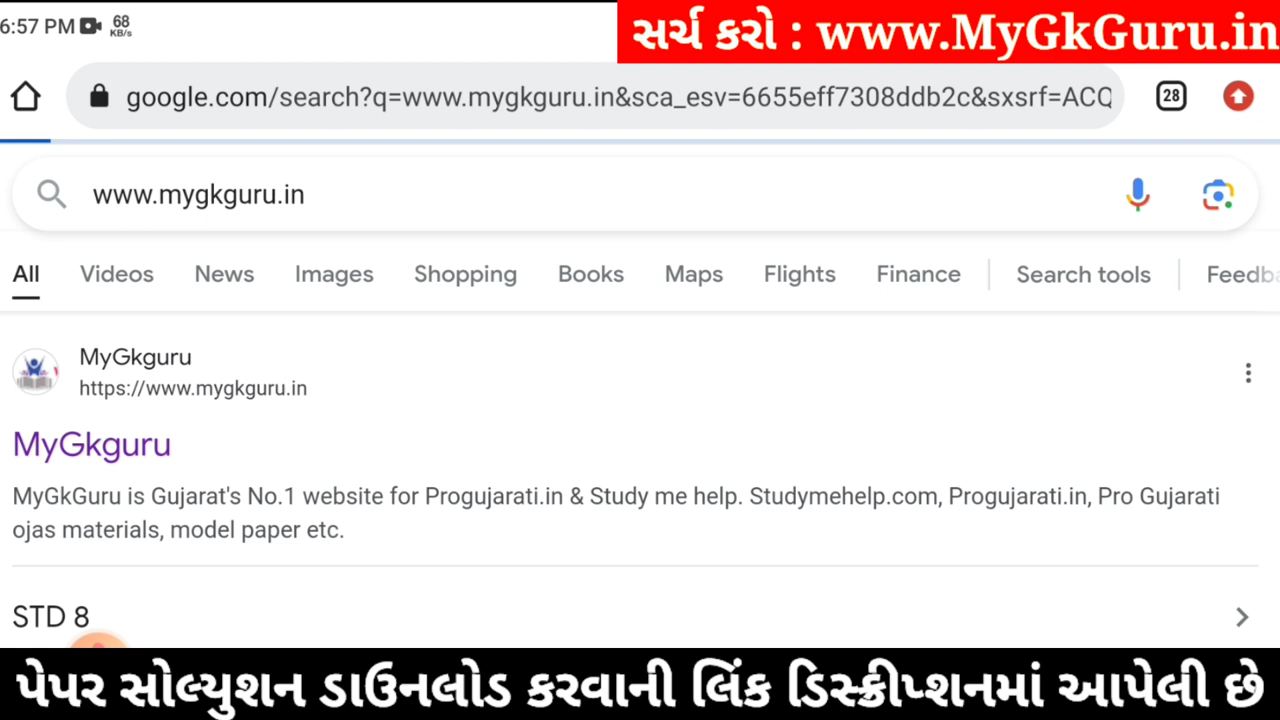 6:57 PM 68 KB/s
સર્ચ કરો : www.MyGkGuru.in
google.com/search?q=www.mygkguru.in&sca_esv=6655eff7308ddb2c&sxsrf=ACQ
28
www.mygkguru.in
All Videos News Images Shopping Books Maps Flights Finance Search tools Feedba
MyGkguru
https://www.mygkguru.in
MyGkguru
MyGkGuru is Gujarat's No.1 website for Progujarati.in & Study me help. Studymehelp.com, Progujarati.in, Pro Gujarati
ojas materials, model paper etc.
STD 8
પેપર સોલ્યુશન ડાઉનલોડ કરવાની લિંક ડિસ્ક્રીપ્શનમાં આપેલી છે